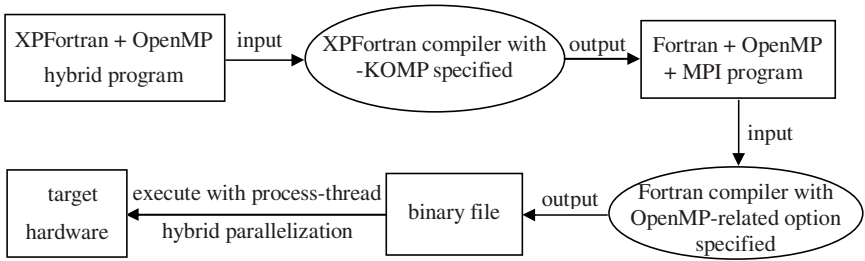 XPFortran + OpenMP
hybrid program
input
XPFortran compiler with
-KOMP specified
output
Fortran + OpenMP
+ MPI program
input
Fortran compiler with
OpenMP-related option
specified
output
binary file
execute with process-thread
hybrid parallelization
target
hardware